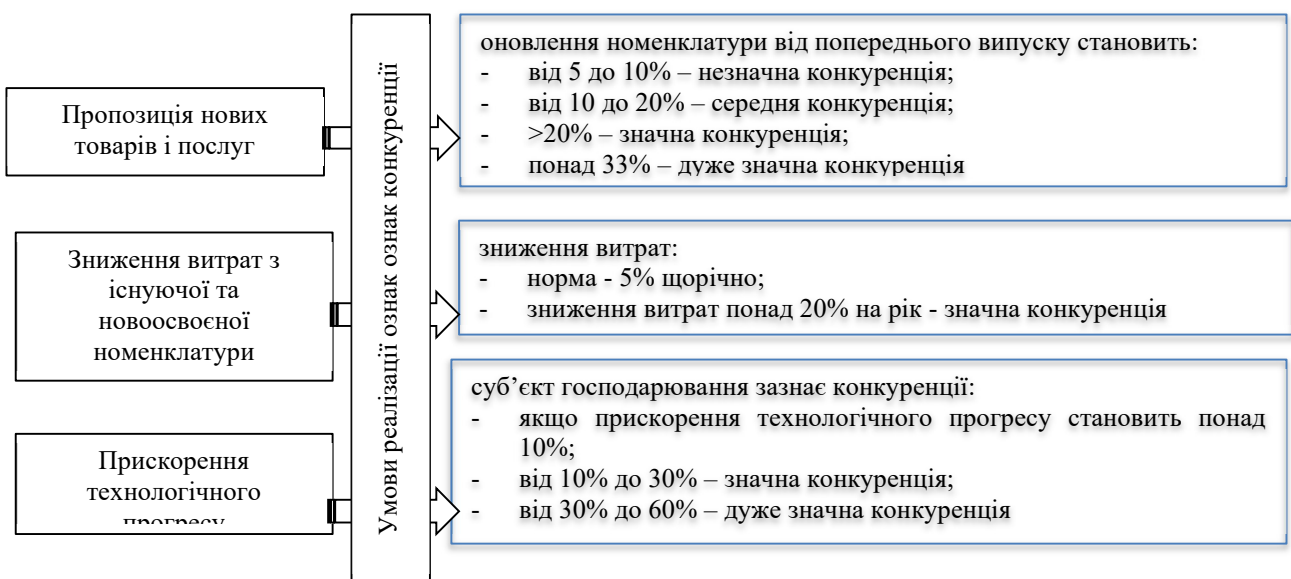 Пропозиція нових
товарів і послуг
Зниження витрат з
існуючої та
новоосвоєної
номенклатури
Прискорення
технологічного
прогресу
Умови реалізації ознак ознак конкуренції
оновлення номенклатури від попереднього випуску становить:
- від 5 до 10% – незначна конкуренція;
- від 10 до 20% – середня конкуренція;
- >20% – значна конкуренція;
- понад 33% – дуже значна конкуренція
зниження витрат:
- норма - 5% щорічно;
- зниження витрат понад 20% на рік - значна конкуренція
суб’єкт господарювання зазнає конкуренції:
- якщо прискорення технологічного прогресу становить понад
10%;
- від 10% до 30% – значна конкуренція;
- від 30% до 60% – дуже значна конкуренція